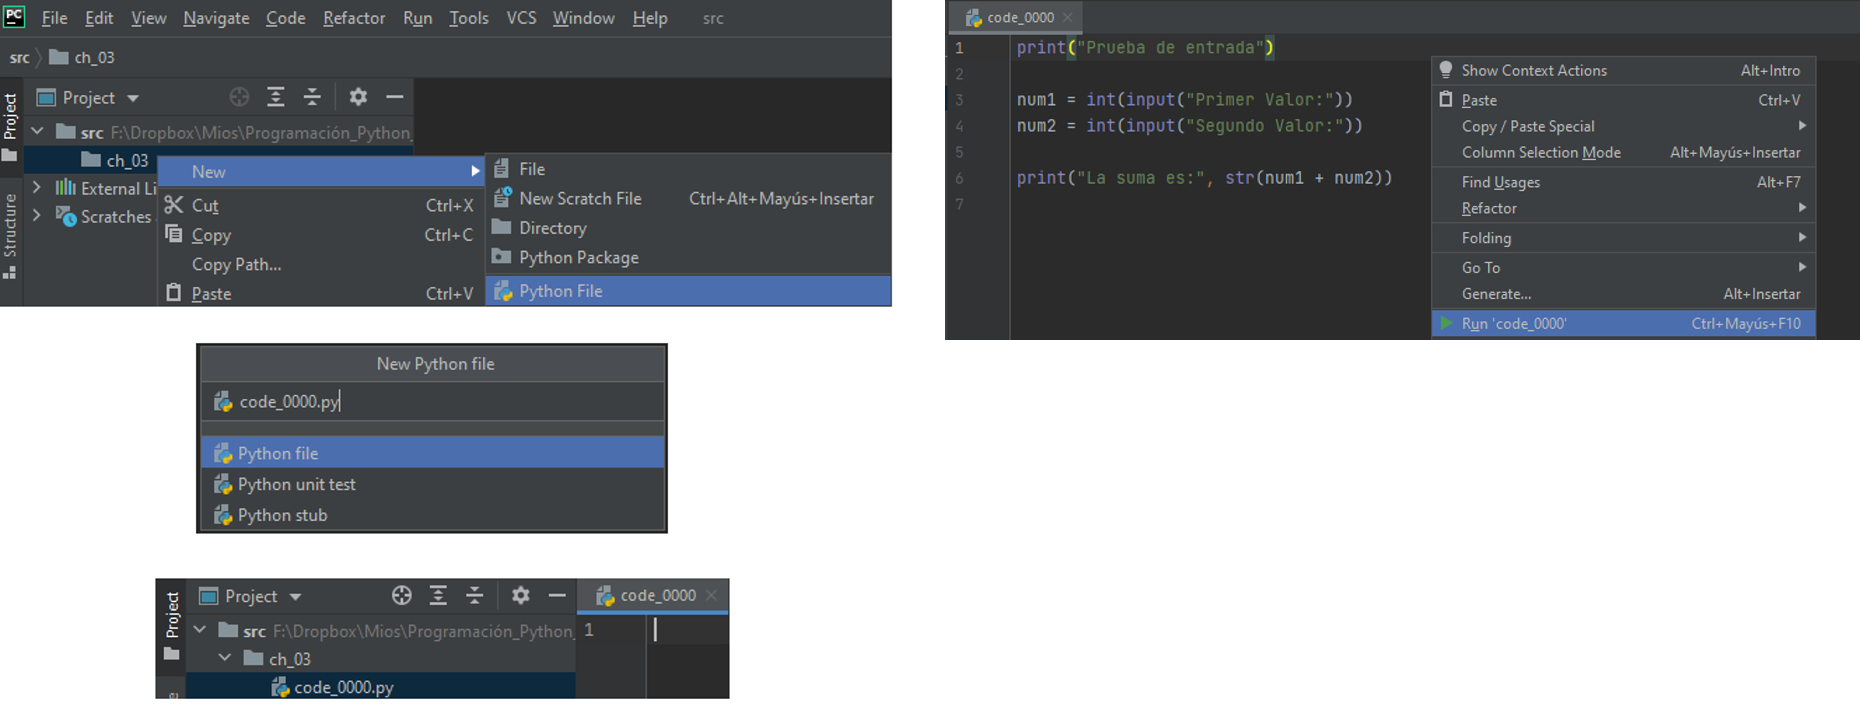 PC File Edit View Navigate Code Refactor Run Tools VCS Window Help src
src ch_03
Project
Structure
Project
src F:\Dropbox\Mios\Programación_Python_
ch_03
External Li
Scratches
New
Cut Ctrl+X
Copy Ctrl+C
Copy Path...
Paste Ctrl+V
File
New Scratch File Ctrl+Alt+Mayús+Insertar
Directory
Python Package
Python File
New Python file
code_0000.py
Python file
Python unit test
Python stub
Project
Project
src F:\Dropbox\Mios\Programación_Python_
ch_03
code_0000.py
code_0000
1
code_0000
1 print("Prueba de entrada")
2
3 num1 = int(input("Primer Valor:"))
4 num2 = int(input("Segundo Valor:"))
5
6 print("La suma es:", str(num1 + num2))
7
Show Context Actions Alt+Intro
Paste Ctrl+V
Copy / Paste Special
Column Selection Mode Alt+Mayús+Insertar
Find Usages Alt+F7
Refactor
Folding
Go To
Generate... Alt+Insertar
Run 'code_0000' Ctrl+Mayús+F10